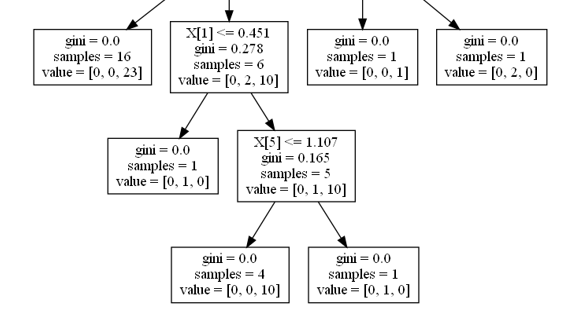 gini = 0.0
samples = 16
value = [0, 0, 23]
X[1] <= 0.451
gini = 0.278
samples = 6
value = [0, 2, 10]
gini = 0.0
samples = 1
value = [0, 0, 1]
gini = 0.0
samples = 1
value = [0, 2, 0]
gini = 0.0
samples = 1
value = [0, 1, 0]
X[5] <= 1.107
gini = 0.165
samples = 5
value = [0, 1, 10]
gini = 0.0
samples = 4
value = [0, 0, 10]
gini = 0.0
samples = 1
value = [0, 1, 0]